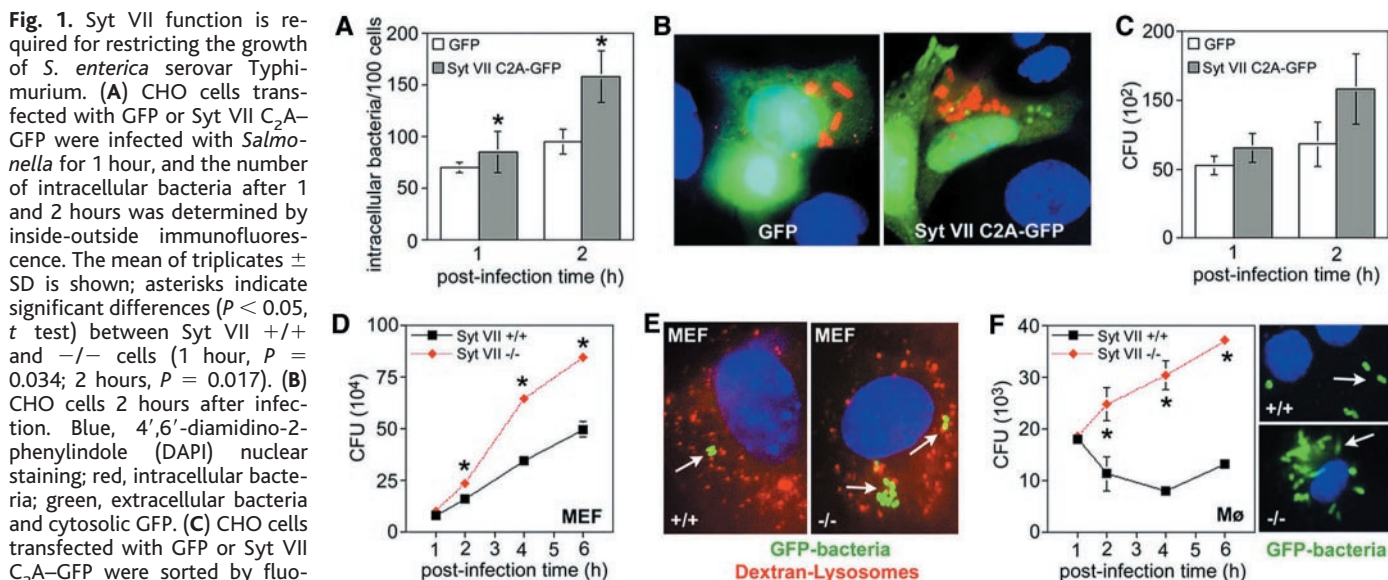 Fig. 1. Syt VII function is re-
quired for restricting the growth
of S. enterica serovar Typhi-
murium. (A) CHO cells trans-
fected with GFP or Syt VII C2A–
GFP were infected with Salmo-
nella for 1 hour, and the number
of intracellular bacteria after 1
and 2 hours was determined by
inside-outside immunofluores-
cence. The mean of triplicates ±
SD is shown; asterisks indicate
significant differences (P < 0.05,
t test) between Syt VII +/+
and −/− cells (1 hour, P =
0.034; 2 hours, P = 0.017). (B)
CHO cells 2 hours after infec-
tion. Blue, 4′,6′-diamidino-2-
phenylindole (DAPI) nuclear
staining; red, intracellular bacte-
ria; green, extracellular bacteria
and cytosolic GFP. (C) CHO cells
transfected with GFP or Syt VII
C2A–GFP were sorted by fluo-
A
intracellular bacteria/100 cells
200
150
100
50
0
GFP
Syt VII C2A-GFP
*
*
1
2
post-infection time (h)
B
GFP
Syt VII C2A-GFP
C
CFU (10²)
200
150
50
0
GFP
Syt VII C2A-GFP
1
2
post-infection time (h)
D
CFU (10⁴)
100
75
50
25
0
Syt VII +/+
Syt VII -/-
*
*
*
MEF
1 2 3 4 5 6
post-infection time (h)
E
MEF
+/+
MEF
-/-
GFP-bacteria
Dextran-Lysosomes
F
CFU (10³)
40
30
20
10
0
Syt VII +/+
Syt VII -/-
*
*
*
Mø
1 2 3 4 5 6
post-infection time (h)
+/+
-/-
GFP-bacteria